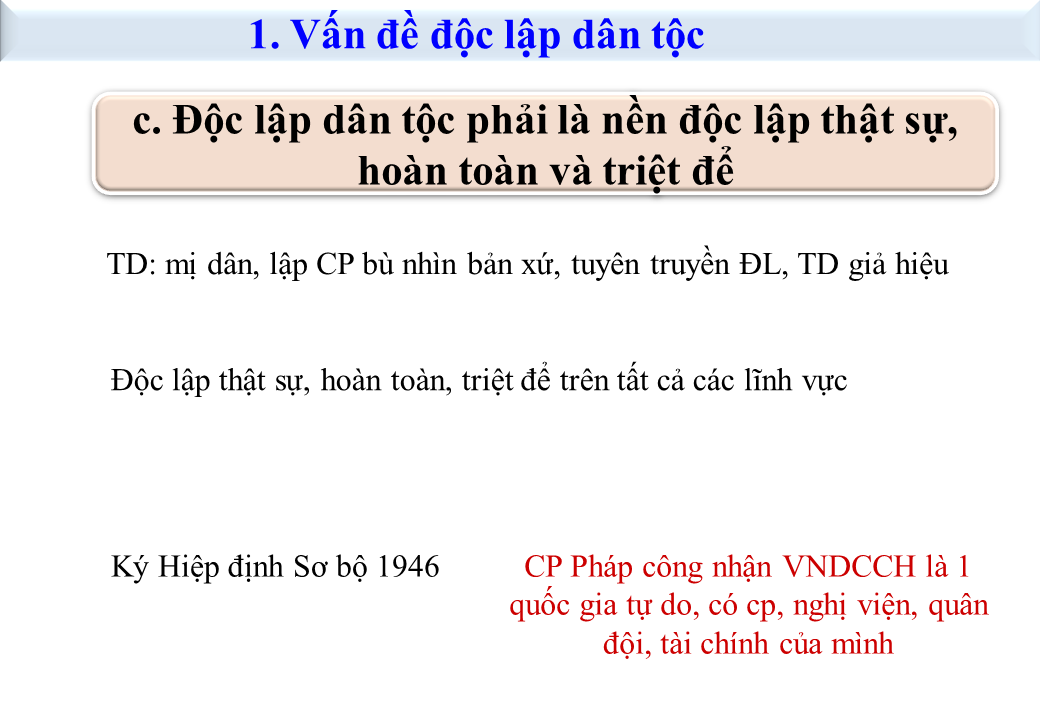 1. Vấn đề độc lập dân tộc
c. Độc lập dân tộc phải là nền độc lập thật sự,
hoàn toàn và triệt để
TD: mị dân, lập CP bù nhìn bản xứ, tuyên truyền ĐL, TD giả hiệu
Độc lập thật sự, hoàn toàn, triệt để trên tất cả các lĩnh vực
Ký Hiệp định Sơ bộ 1946
CP Pháp công nhận VNDCCH là 1
quốc gia tự do, có cp, nghị viện, quân
đội, tài chính của mình